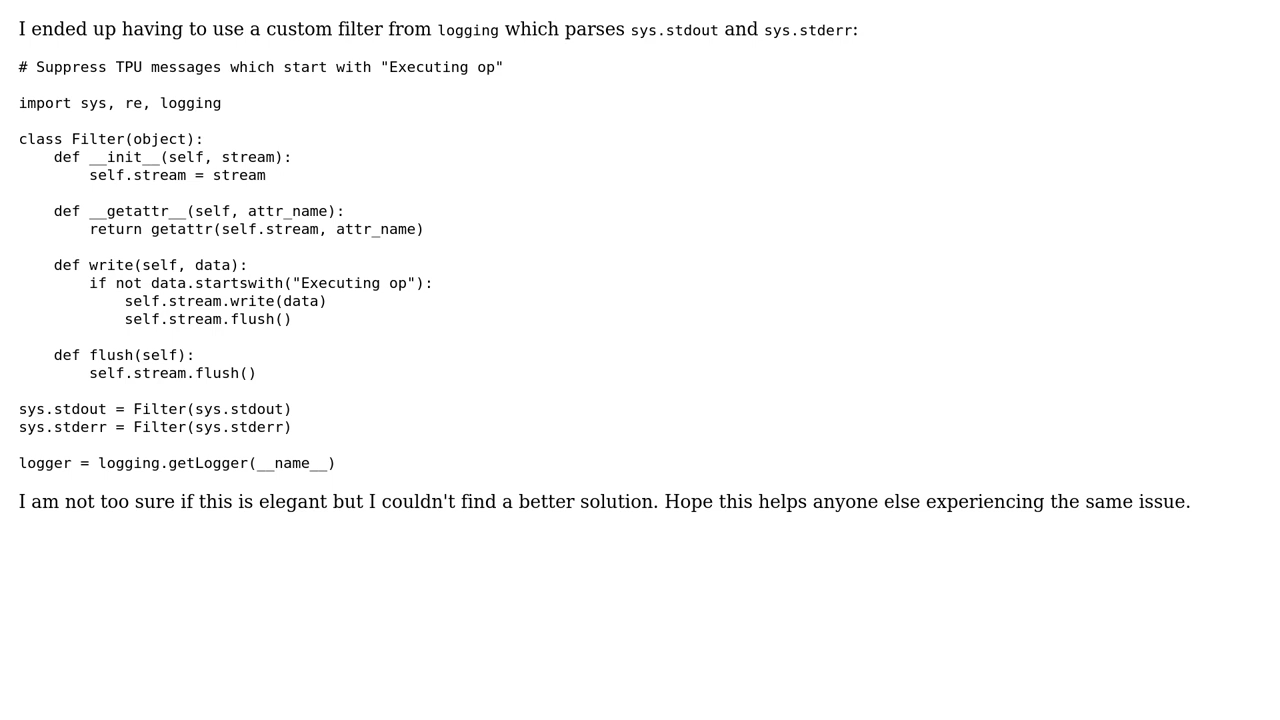 I ended up having to use a custom filter from logging which parses sys.stdout and sys.stderr:
# Suppress TPU messages which start with "Executing op"
import sys, re, logging
class Filter(object):
    def __init__(self, stream):
        self.stream = stream
    def __getattr__(self, attr_name):
        return getattr(self.stream, attr_name)
    def write(self, data):
        if not data.startswith("Executing op"):
            self.stream.write(data)
            self.stream.flush()
    def flush(self):
        self.stream.flush()
sys.stdout = Filter(sys.stdout)
sys.stderr = Filter(sys.stderr)
logger = logging.getLogger(__name__)
I am not too sure if this is elegant but I couldn't find a better solution. Hope this helps anyone else experiencing the same issue.